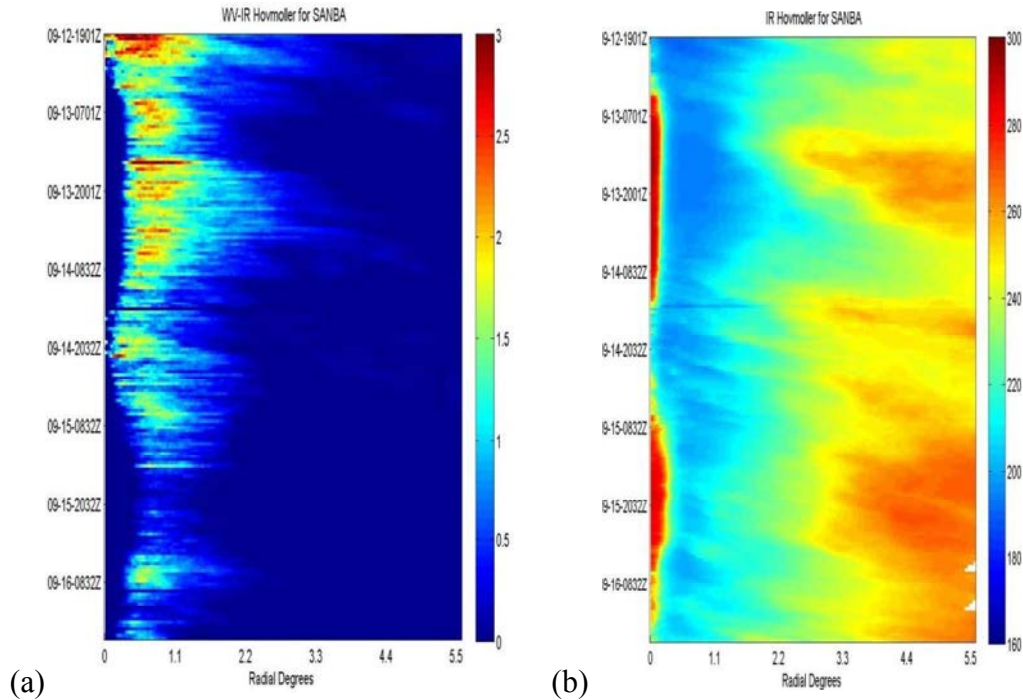 WV-IR Hovmoller for SANBA
09-12-1901Z
09-13-0701Z
09-13-2001Z
09-14-0832Z
09-14-2032Z
09-15-0832Z
09-15-2032Z
09-16-0832Z
0 1.1 2.2 3.3 4.4 5.5
Radial Degrees
3
2.5
2
1.5
1
0.5
0
(a)
IR Hovmoller for SANBA
9-12-1901Z
9-13-0701Z
9-13-2001Z
9-14-0832Z
9-14-2032Z
9-15-0832Z
9-15-2032Z
9-16-0832Z
0 1.1 2.2 3.3 4.4 5.5
Radial Degrees
300
280
260
240
220
200
180
160
(b)